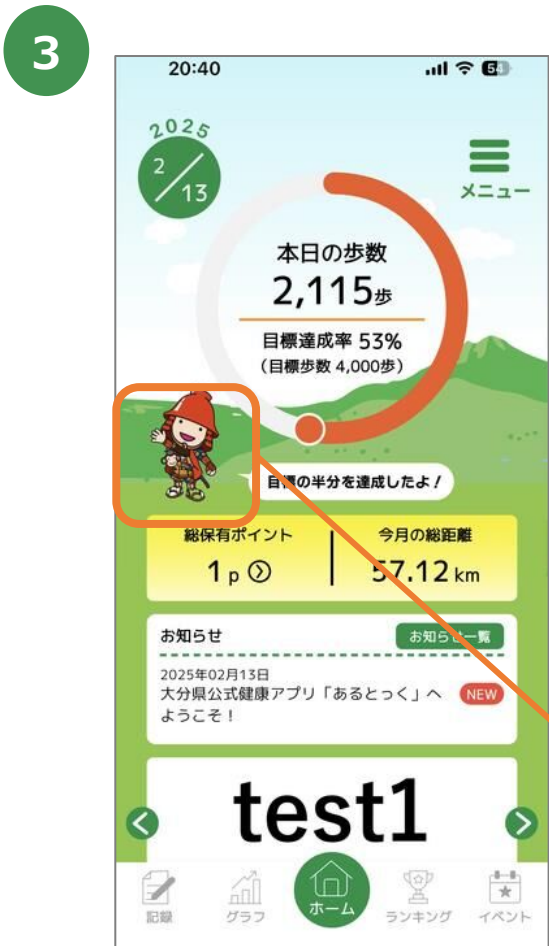 3
20:40
54
2025
2/13
メニュー
本日の歩数
2,115歩
目標達成率 53%
(目標歩数 4,000歩)
目標の半分を達成したよ!
総保有ポイント
今月の総距離
1 p
57.12 km
お知らせ
お知らせ一覧
2025年02月13日
大分県公式健康アプリ「あるとっく」へ
NEW
ようこそ!
test1
記録
グラフ
ホーム
ランキング
イベント